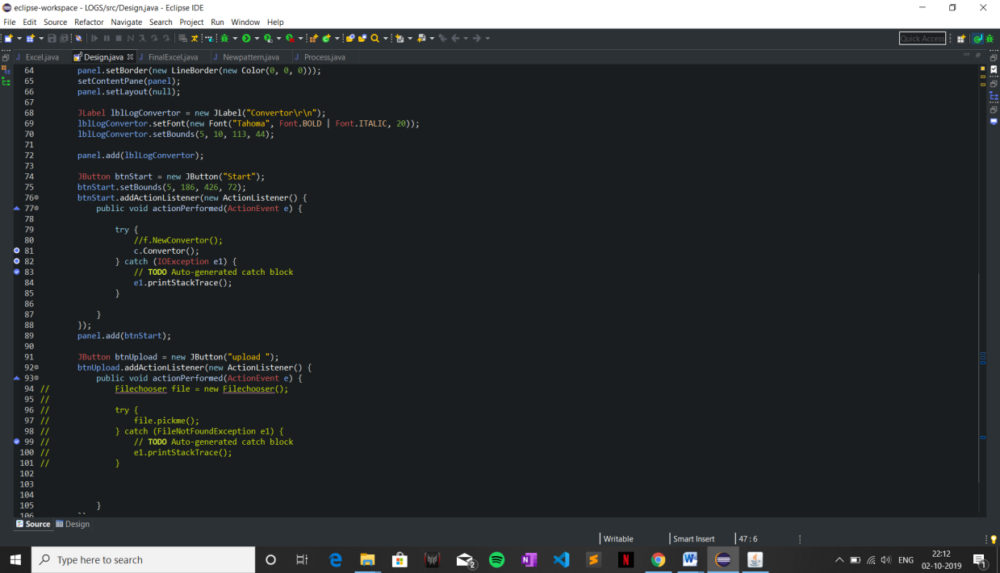 eclipse-workspace - LOGS/src/Design.java - Eclipse IDE
File Edit Source Refactor Navigate Search Project Run Window Help
Quick Access
Excel.java Design.java FinalExcel.java Newpattern.java Process.java
64 panel.setBorder(new LineBorder(new Color(0, 0, 0)));
65 setContentPane(panel);
66 panel.setLayout(null);
67
68 JLabel lblLogConvertor = new JLabel("Convertor\r\n");
69 lblLogConvertor.setFont(new Font("Tahoma", Font.BOLD | Font.ITALIC, 20));
70 lblLogConvertor.setBounds(5, 10, 113, 44);
71
72 panel.add(lblLogConvertor);
73
74 JButton btnStart = new JButton("Start");
75 btnStart.setBounds(5, 186, 426, 72);
76 btnStart.addActionListener(new ActionListener() {
77 public void actionPerformed(ActionEvent e) {
78
79 try {
80 //f.NewConvertor();
81 c.Convertor();
82 } catch (IOException e1) {
83 // TODO Auto-generated catch block
84 e1.printStackTrace();
85 }
86
87 }
88 });
89 panel.add(btnStart);
90
91 JButton btnUpload = new JButton("upload ");
92 btnUpload.addActionListener(new ActionListener() {
93 public void actionPerformed(ActionEvent e) {
94 // Filechooser file = new Filechooser();
95 //
96 // try {
97 // file.pickme();
98 // } catch (FileNotFoundException e1) {
99 // // TODO Auto-generated catch block
100 // e1.printStackTrace();
101 // }
102
103
104
105 }
106
Source Design
Writable Smart Insert 47 : 6
Type here to search
2
ENG
22:12
02-10-2019
1